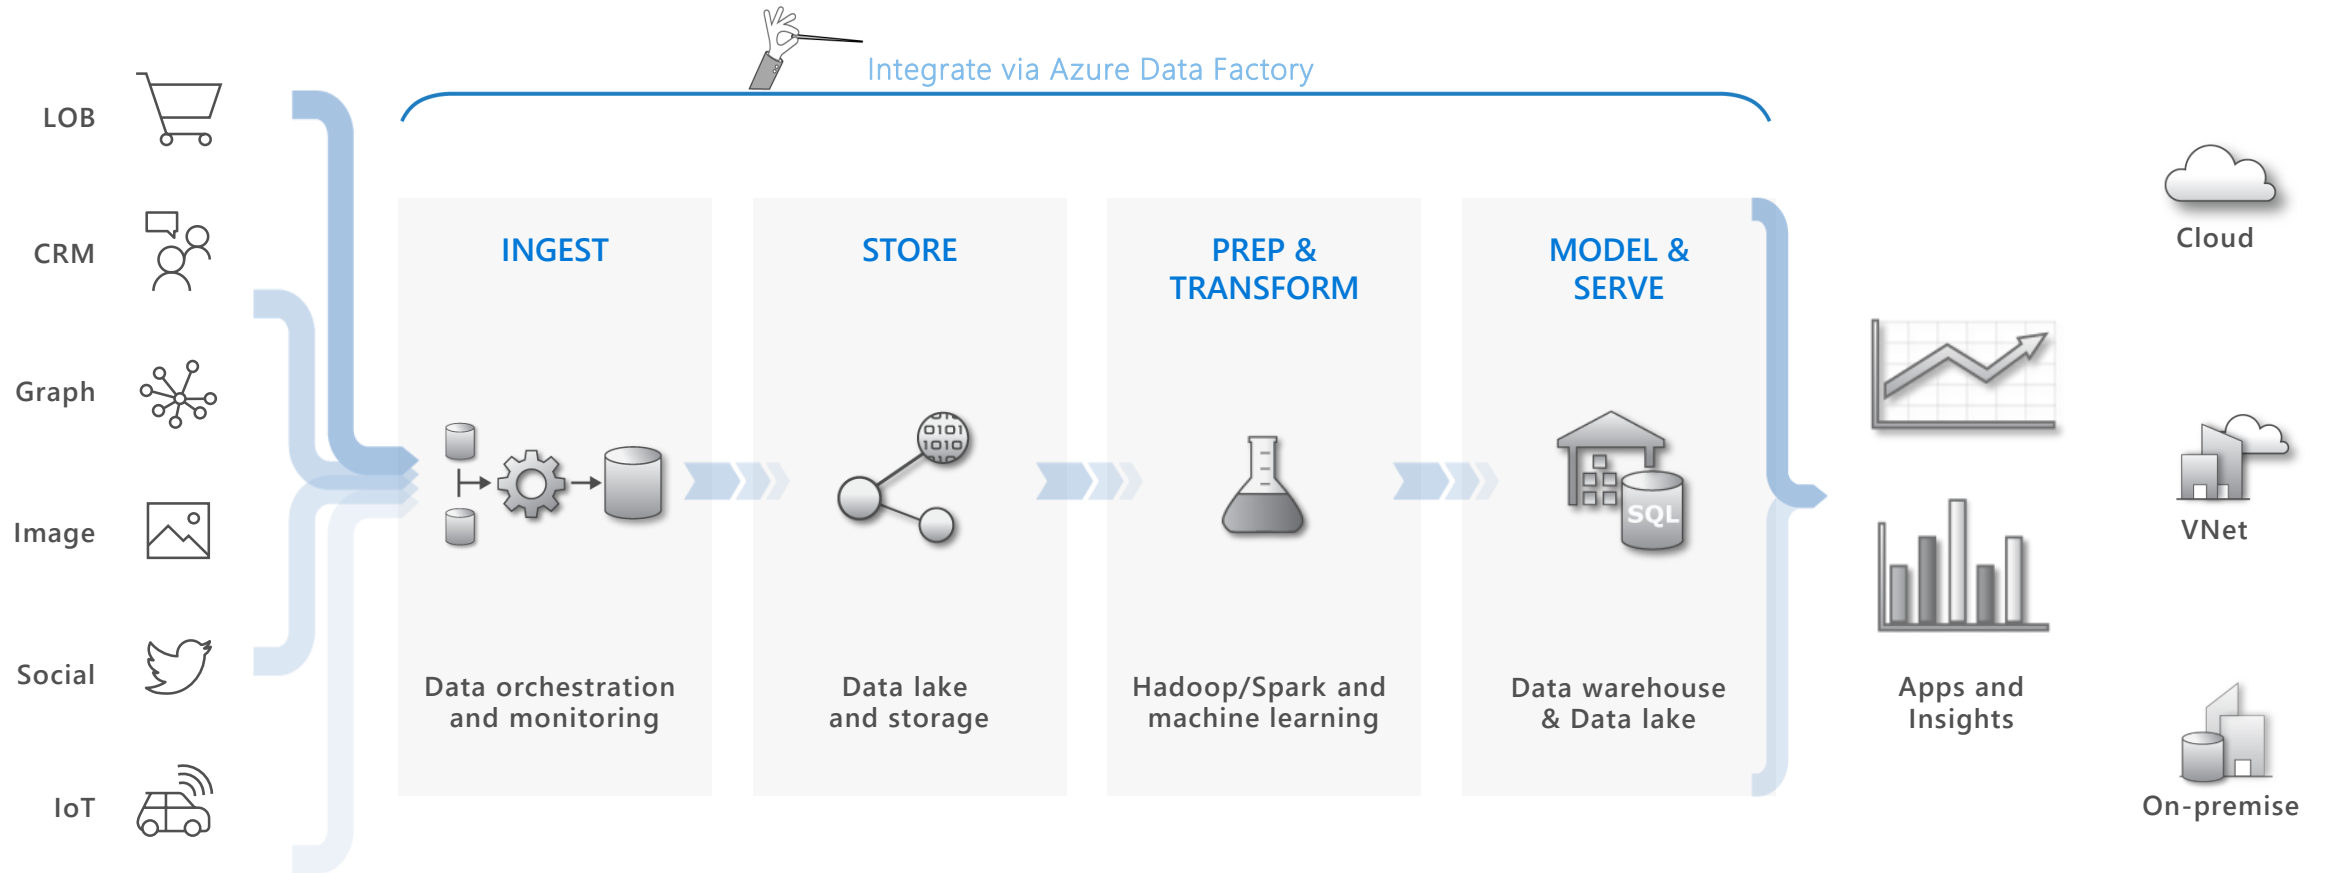 Integrate via Azure Data Factory
LOB
CRM
Graph
Image
Social
IoT
INGEST
Data orchestration
and monitoring
STORE
0101
1010
Data lake
and storage
PREP &
TRANSFORM
Hadoop/Spark and
machine learning
MODEL &
SERVE
SQL
Data warehouse
& Data lake
Apps and
Insights
Cloud
VNet
On-premise